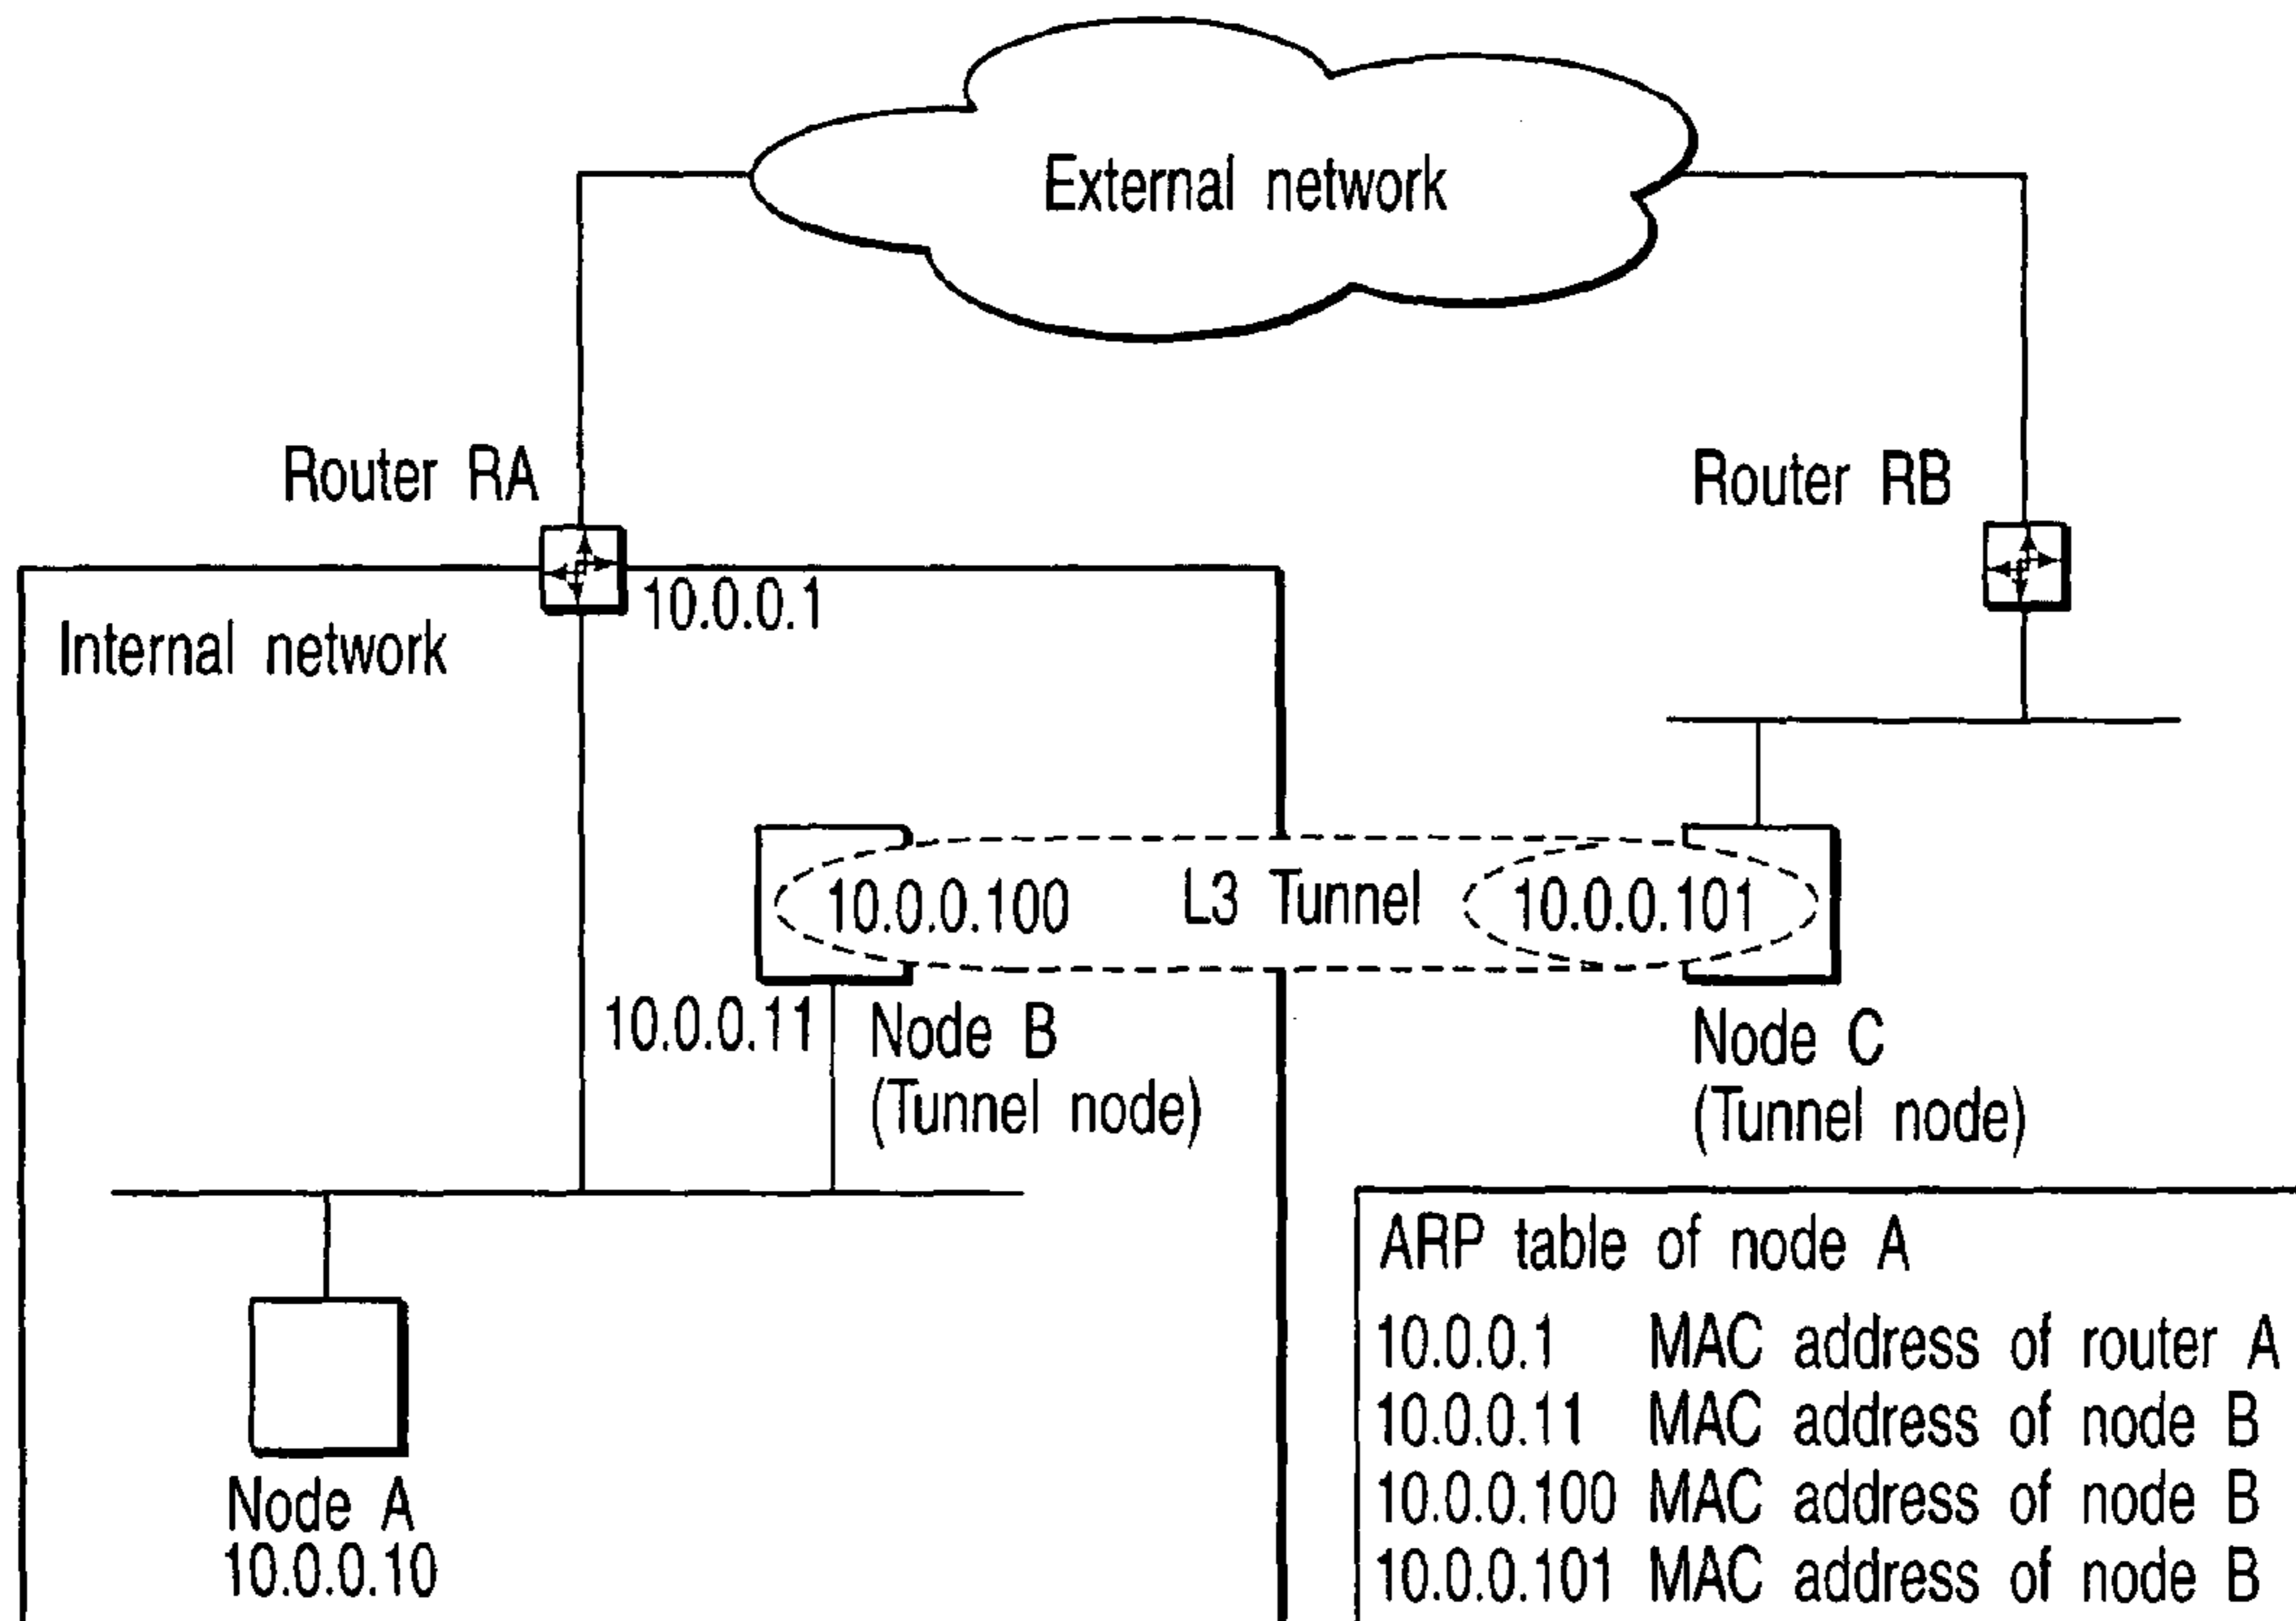 External network
Router RA
Router RB
10.0.0.1
Internal network
10.0.0.100
L3 Tunnel
10.0.0.101
10.0.0.11
Node B
(Tunnel node)
Node C
(Tunnel node)
Node A
10.0.0.10
ARP table of node A
10.0.0.1 MAC address of router A
10.0.0.11 MAC address of node B
10.0.0.100 MAC address of node B
10.0.0.101 MAC address of node B